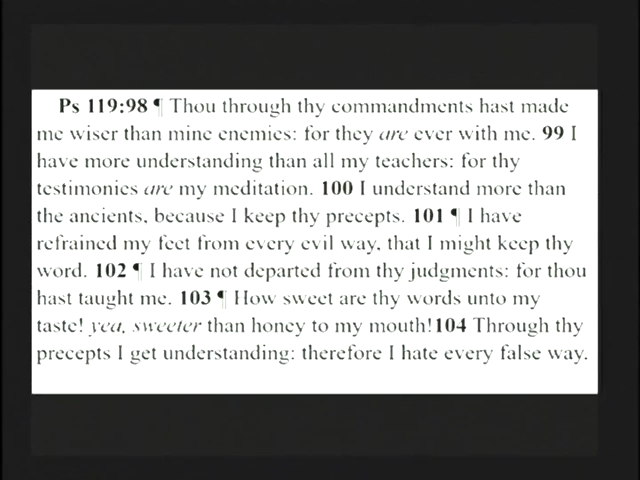 Ps 119:98 ¶ Thou through thy commandments hast made
me wiser than mine enemies: for they are ever with me. 99 I
have more understanding than all my teachers: for thy
testimonies are my meditation. 100 I understand more than
the ancients, because I keep thy precepts. 101 ¶ I have
refrained my feet from every evil way, that I might keep thy
word. 102 ¶ I have not departed from thy judgments: for thou
hast taught me. 103 ¶ How sweet are thy words unto my
taste! yea, sweeter than honey to my mouth!104 Through thy
precepts I get understanding: therefore I hate every false way.